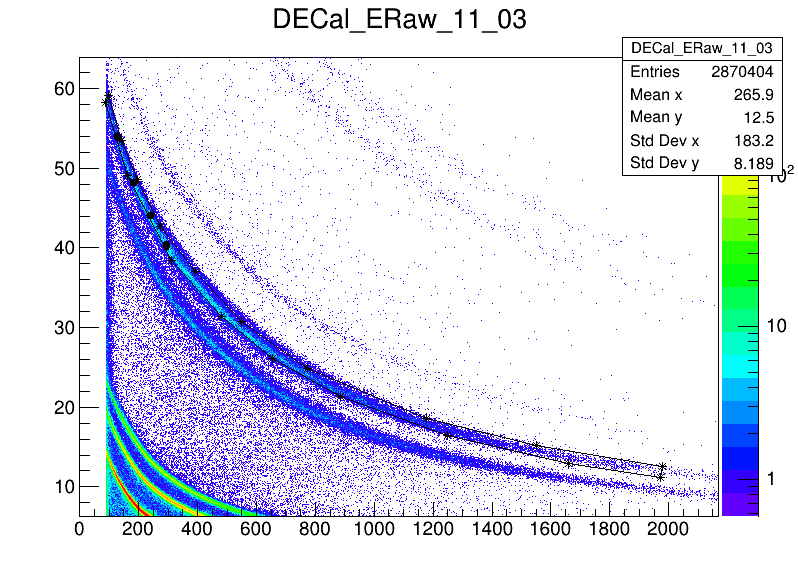 DECal_ERaw_11_03
DECal_ERaw_11_03
Entries 2870404
Mean x 265.9
Mean y 12.5
Std Dev x 183.2
Std Dev y 8.189
60
50
40
30
20
10
0 200 400 600 800 1000 1200 1400 1600 1800 2000
10²
10
1